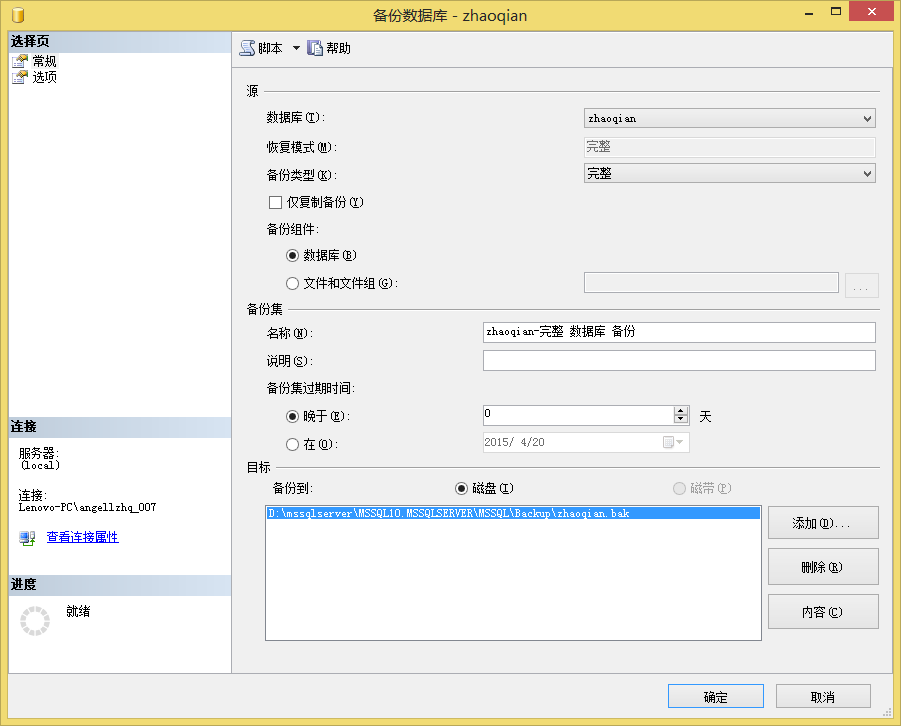 备份数据库 - zhaoqian
选择页
常规
选项
脚本
帮助
源
数据库(T):
zhaoqian
恢复模式(M):
完整
备份类型(K):
完整
仅复制备份(Y)
备份组件:
数据库(B)
文件和文件组(G):
...
备份集
名称(N):
zhaoqian-完整 数据库 备份
说明(S):
备份集过期时间:
晚于(E):
0
天
在(O):
2015/ 4/20
目标
备份到:
磁盘(I)
磁带(P)
D:\mssqlserver\MSSQL10.MSSQLSERVER\MSSQL\Backup\zhaoqian.bak
添加(D)...
删除(R)
内容(C)
连接
服务器:
(local)
连接:
Lenovo-PC\angellzhq_007
查看连接属性
进度
就绪
确定
取消